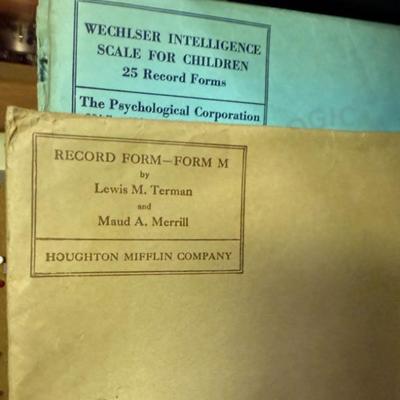 WECHLSER INTELLIGENCE
SCALE FOR CHILDREN
25 Record Forms
The Psychological Corporation
RECORD FORM—FORM M
by
Lewis M. Terman
and
Maud A. Merrill
HOUGHTON MIFFLIN COMPANY